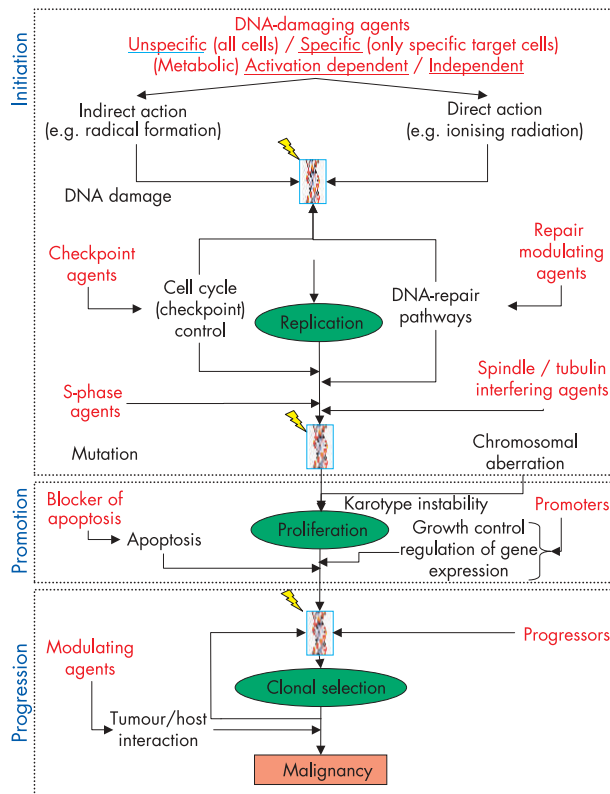 Initiation
DNA-damaging agents
Unspecific (all cells) / Specific (only specific target cells)
(Metabolic) Activation dependent / Independent
Indirect action
(e.g. radical formation)
Direct action
(e.g. ionising radiation)
DNA damage
Checkpoint
agents
Cell cycle
(checkpoint)
control
Replication
DNA-repair
pathways
Repair
modulating
agents
S-phase
agents
Spindle / tubulin
interfering agents
Mutation
Chromosomal
aberration
Promotion
Karotype instability
Blocker of
apoptosis
Apoptosis
Proliferation
Growth control
regulation of gene
expression
Promoters
Progression
Progressors
Modulating
agents
Clonal selection
Tumour/host
interaction
Malignancy